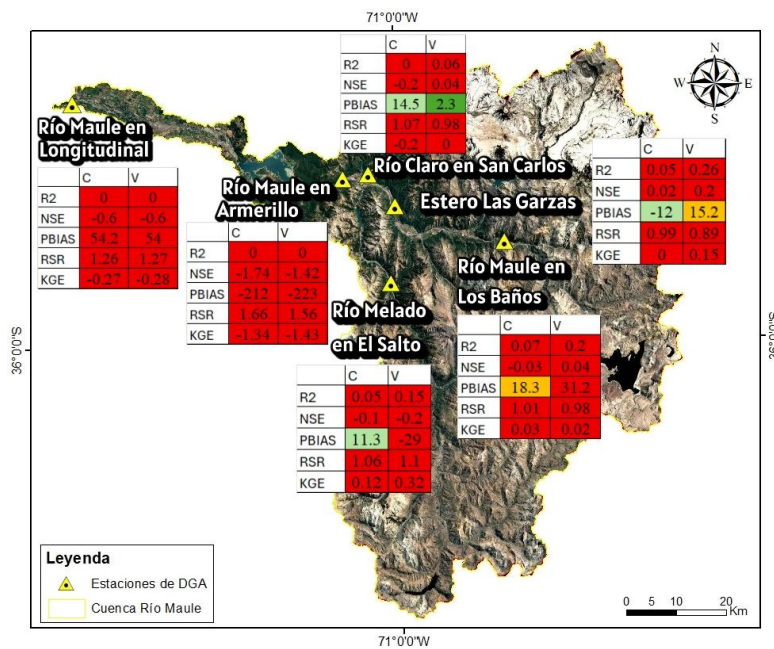 71°0'0"W
N
W E
S
C V
R2 0 0.06
NSE -0.2 0.04
PBIAS 14.5 2.3
RSR 1.07 0.98
KGE -0.2 0
Río Maule en
Longitudinal
C V
R2 0 0
NSE -0.6 -0.6
PBIAS 54.2 54
RSR 1.26 1.27
KGE -0.27 -0.28
Río Maule en
Armerillo
C V
R2 0 0
NSE -1.74 -1.42
PBIAS -212 -223
RSR 1.66 1.56
KGE -1.34 -1.43
Río Claro en San Carlos
Estero Las Garzas
C V
R2 0.05 0.26
NSE 0.02 0.2
PBIAS -12 15.2
RSR 0.99 0.89
KGE 0 0.15
Río Maule en
Los Baños
C V
R2 0.07 0.2
NSE -0.03 0.04
PBIAS 18.3 31.2
RSR 1.01 0.98
KGE 0.03 0.02
Río Melado
en El Salto
C V
R2 0.05 0.15
NSE -0.1 -0.2
PBIAS 11.3 -29
RSR 1.06 1.1
KGE 0.12 0.32
36°0'0"S
36°0'0"S
Leyenda
Estaciones de DGA
Cuenca Río Maule
0 5 10 20
Km
71°0'0"W